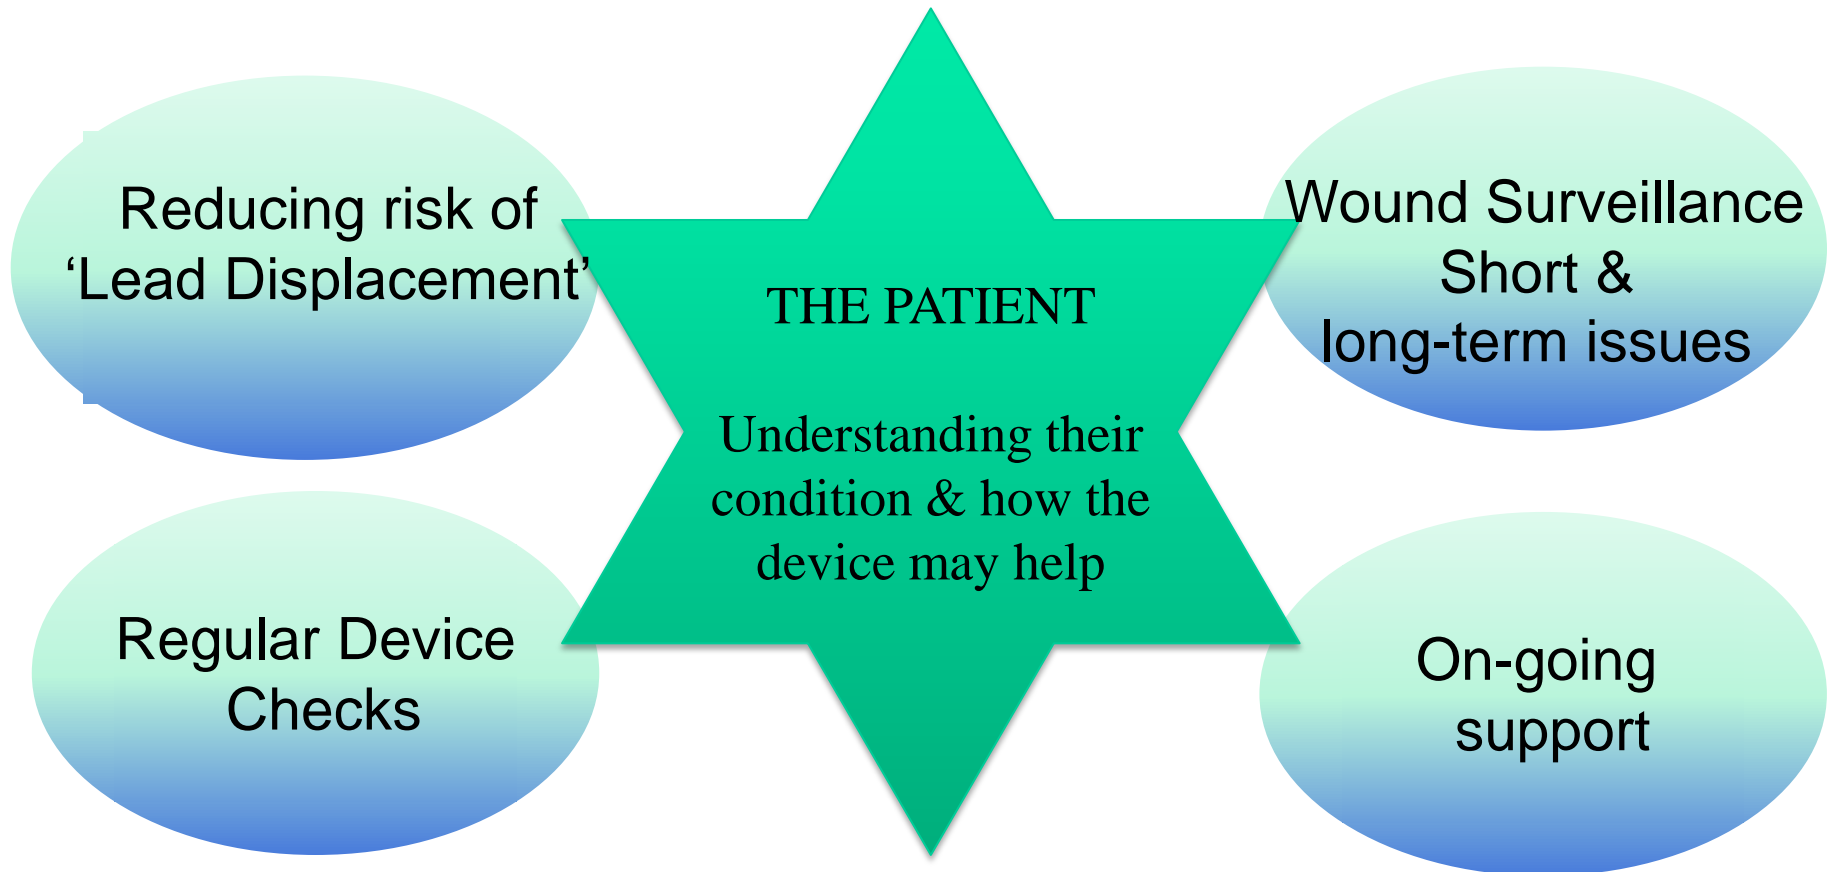 Reducing risk of
‘Lead Displacement’
THE PATIENT
Understanding their
condition & how the
device may help
Wound Surveillance
Short &
long-term issues
Regular Device
Checks
On-going
support